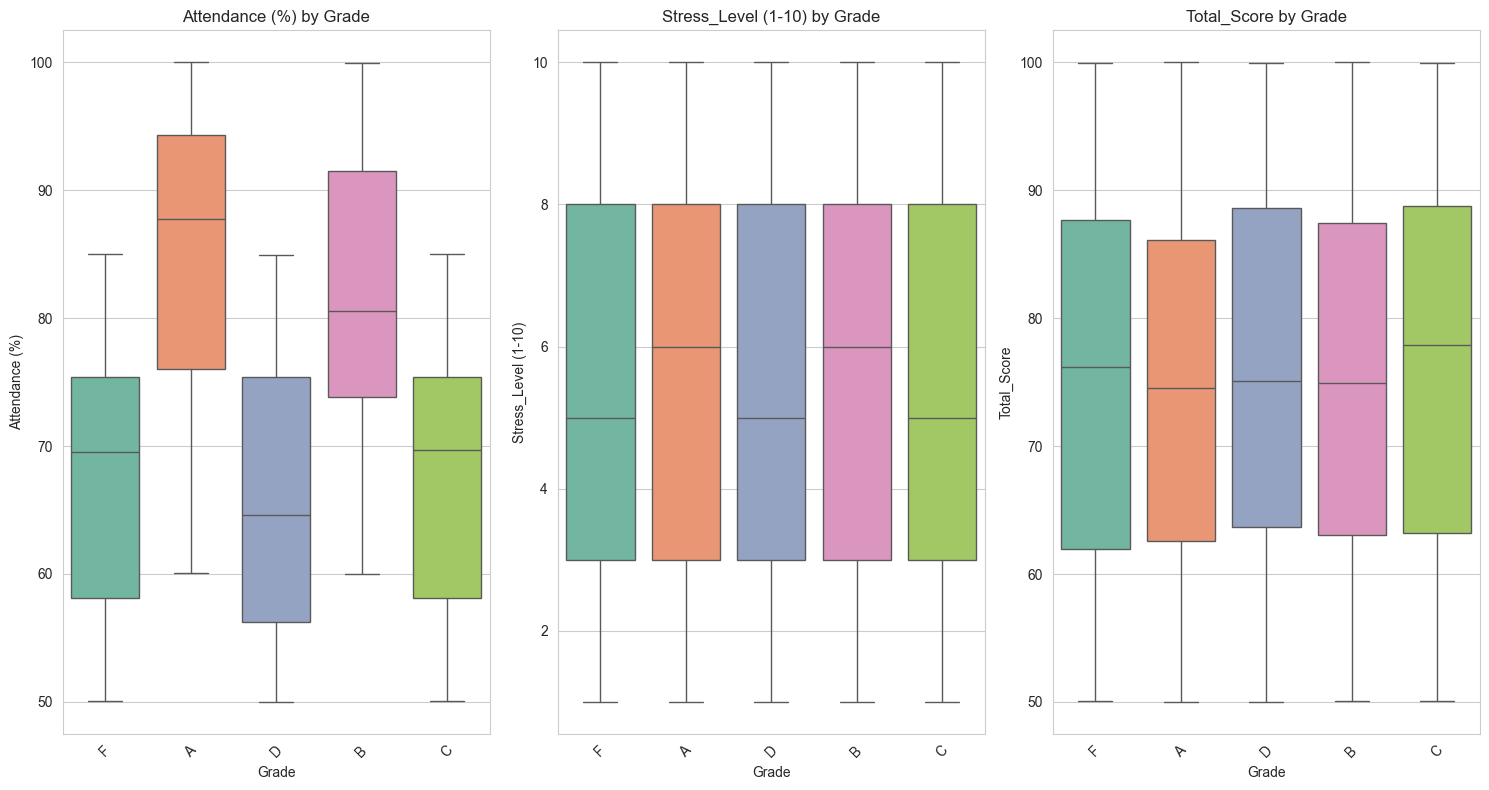 Attendance (%) by Grade
100
90
80
70
60
50
Attendance (%)
F
A
D
B
C
Grade
Stress_Level (1-10) by Grade
10
8
6
4
2
Stress_Level (1-10)
F
A
D
B
C
Grade
Total_Score by Grade
100
90
80
70
60
50
Total_Score
F
A
D
B
C
Grade